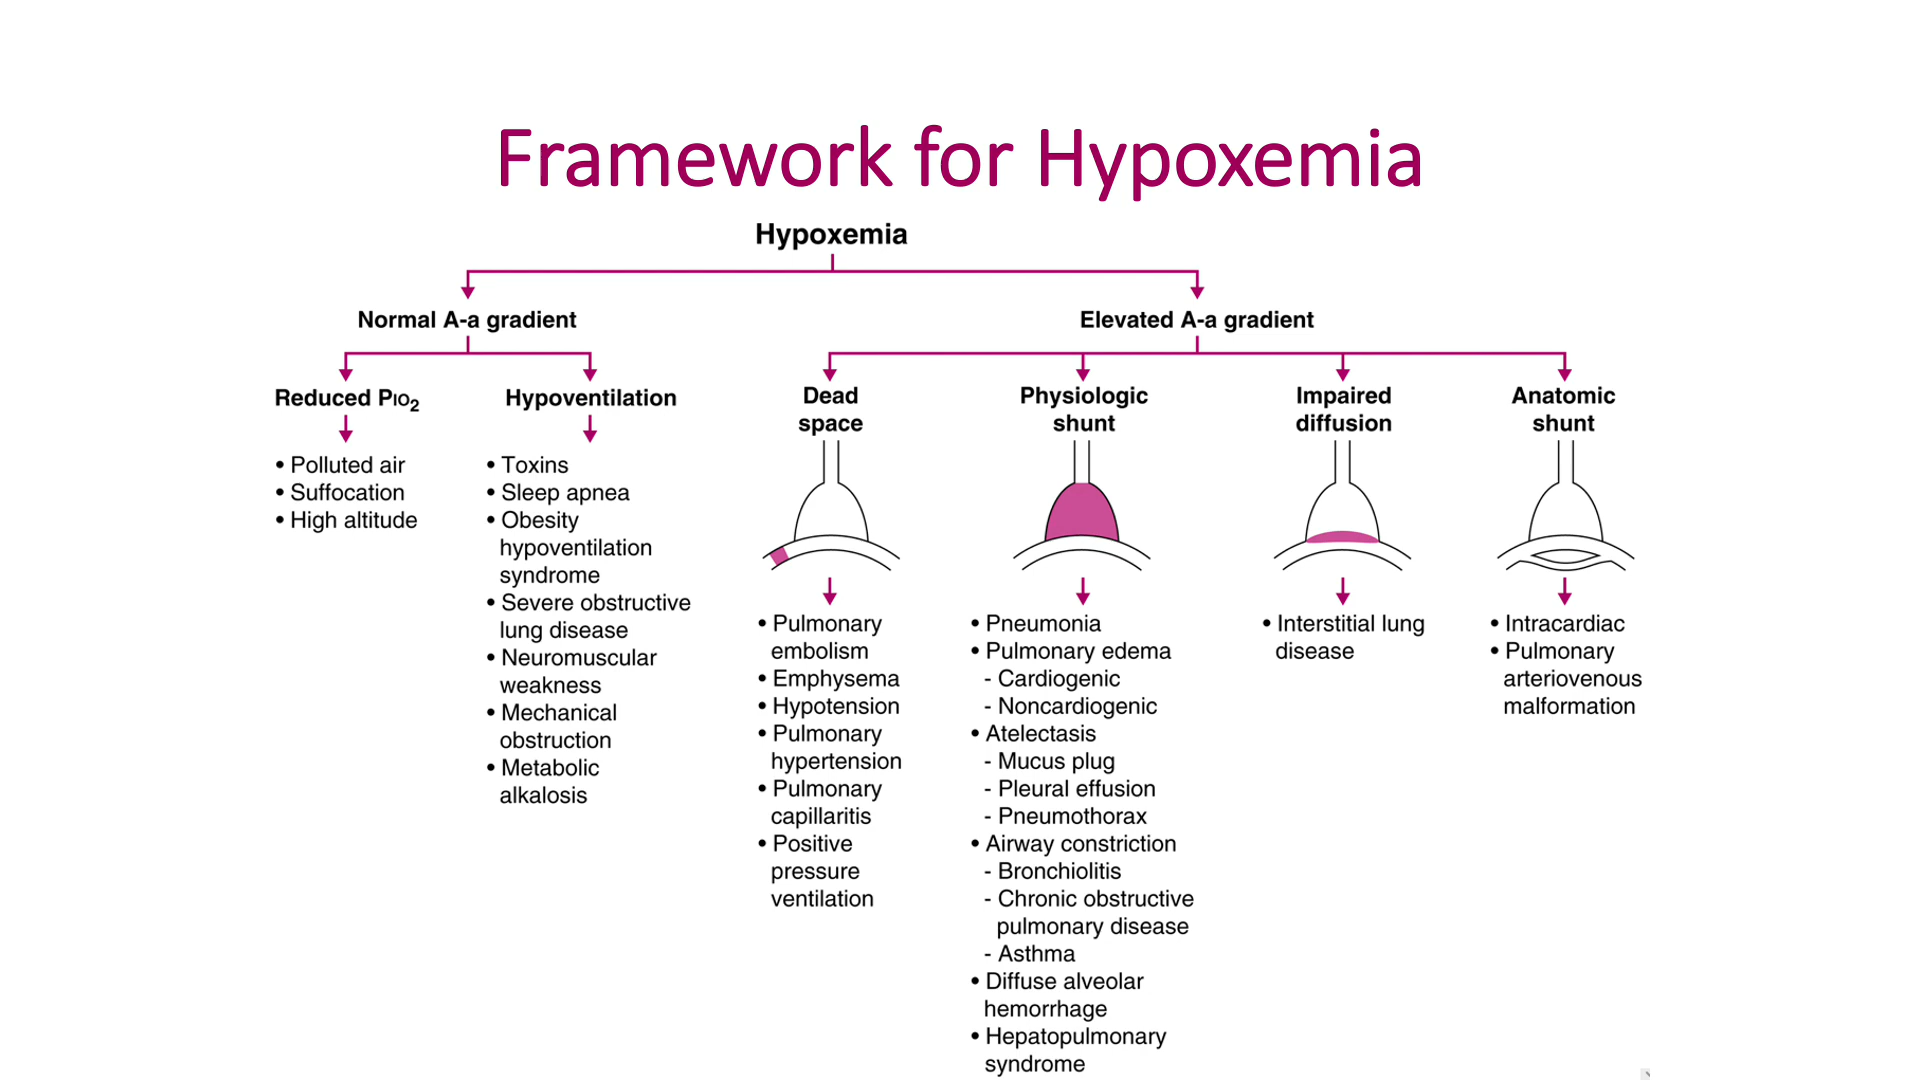 Framework for Hypoxemia
Hypoxemia
Normal A-a gradient
Elevated A-a gradient
Reduced PIO2
• Polluted air
• Suffocation
• High altitude
Hypoventilation
• Toxins
• Sleep apnea
• Obesity
hypoventilation
syndrome
• Severe obstructive
lung disease
• Neuromuscular
weakness
• Mechanical
obstruction
• Metabolic
alkalosis
Dead
space
• Pulmonary
embolism
• Emphysema
• Hypotension
• Pulmonary
hypertension
• Pulmonary
capillaritis
• Positive
pressure
ventilation
Physiologic
shunt
• Pneumonia
• Pulmonary edema
- Cardiogenic
- Noncardiogenic
• Atelectasis
- Mucus plug
- Pleural effusion
- Pneumothorax
• Airway constriction
- Bronchiolitis
- Chronic obstructive
pulmonary disease
- Asthma
• Diffuse alveolar
hemorrhage
• Hepatopulmonary
syndrome
Impaired
diffusion
• Interstitial lung
disease
Anatomic
shunt
• Intracardiac
• Pulmonary
arteriovenous
malformation